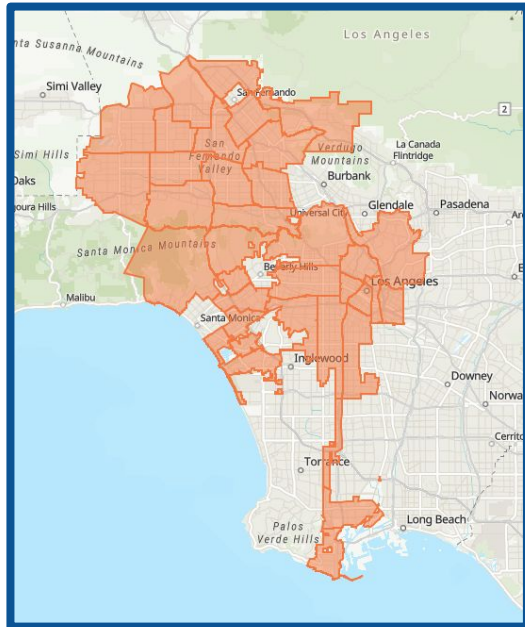 Los Angeles
nta Susanna Mountains
Simi Valley
San Fernando
2
La Canada
Flintridge
Verdugo
Mountains
San
Fernando
Valley
Simi Hills
Burbank
Oaks
goura Hills
Universal City
Glendale
Pasadena
Santa Monica Mountains
Beverly Hills
Los Angeles
Malibu
Santa Monica
Inglewood
Downey
Norwa
Cerrito
Torrance
Long Beach
Palos
Verde Hills